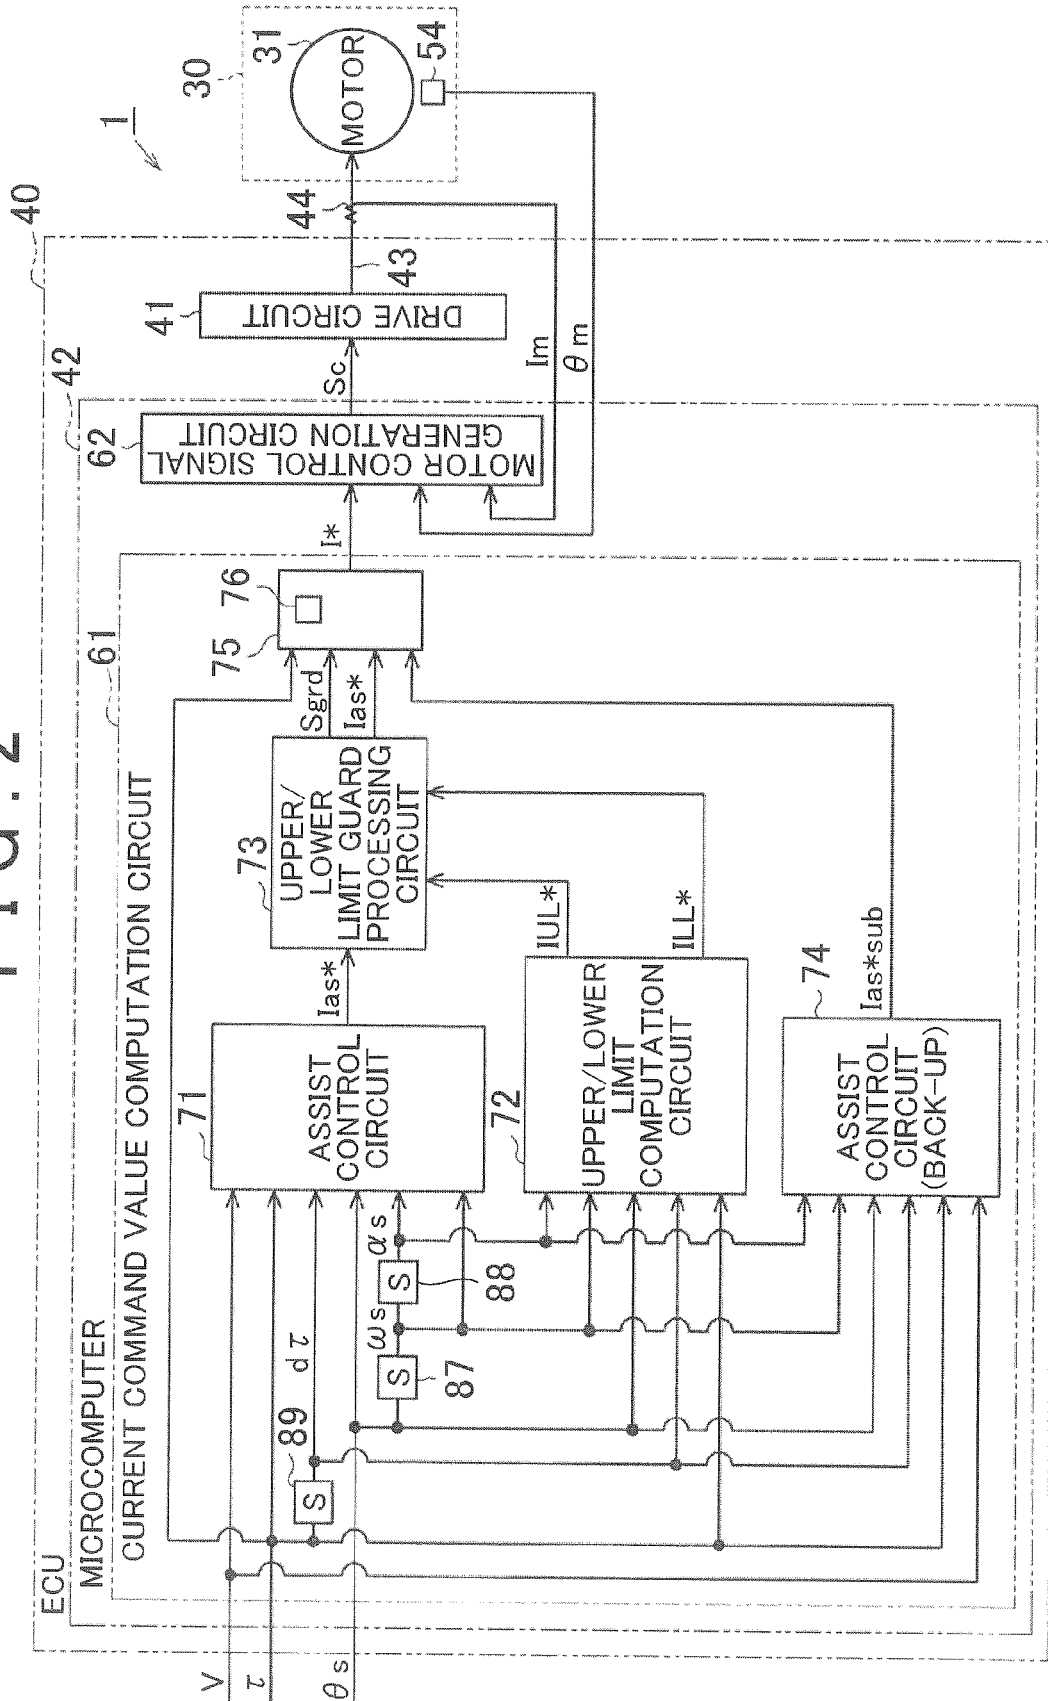 FIG.2
1
30
31
MOTOR
54
40
ECU
42
MICROCOMPUTER
61
CURRENT COMMAND VALUE COMPUTATION CIRCUIT
44
43
41
DRIVE CIRCUIT
Sc
Im
θm
62
MOTOR CONTROL SIGNAL
GENERATION CIRCUIT
I*
75
76
Sgrd
Ias*
73
UPPER/
LOWER
LIMIT GUARD
PROCESSING
CIRCUIT
Ias*
IUL*
ILL*
Ias*sub
71
ASSIST
CONTROL
CIRCUIT
72
UPPER/LOWER
LIMIT
COMPUTATION
CIRCUIT
74
ASSIST
CONTROL
CIRCUIT
(BACK-UP)
αs
S
88
ωs
S
87
dτ
89
S
V
τ
θs